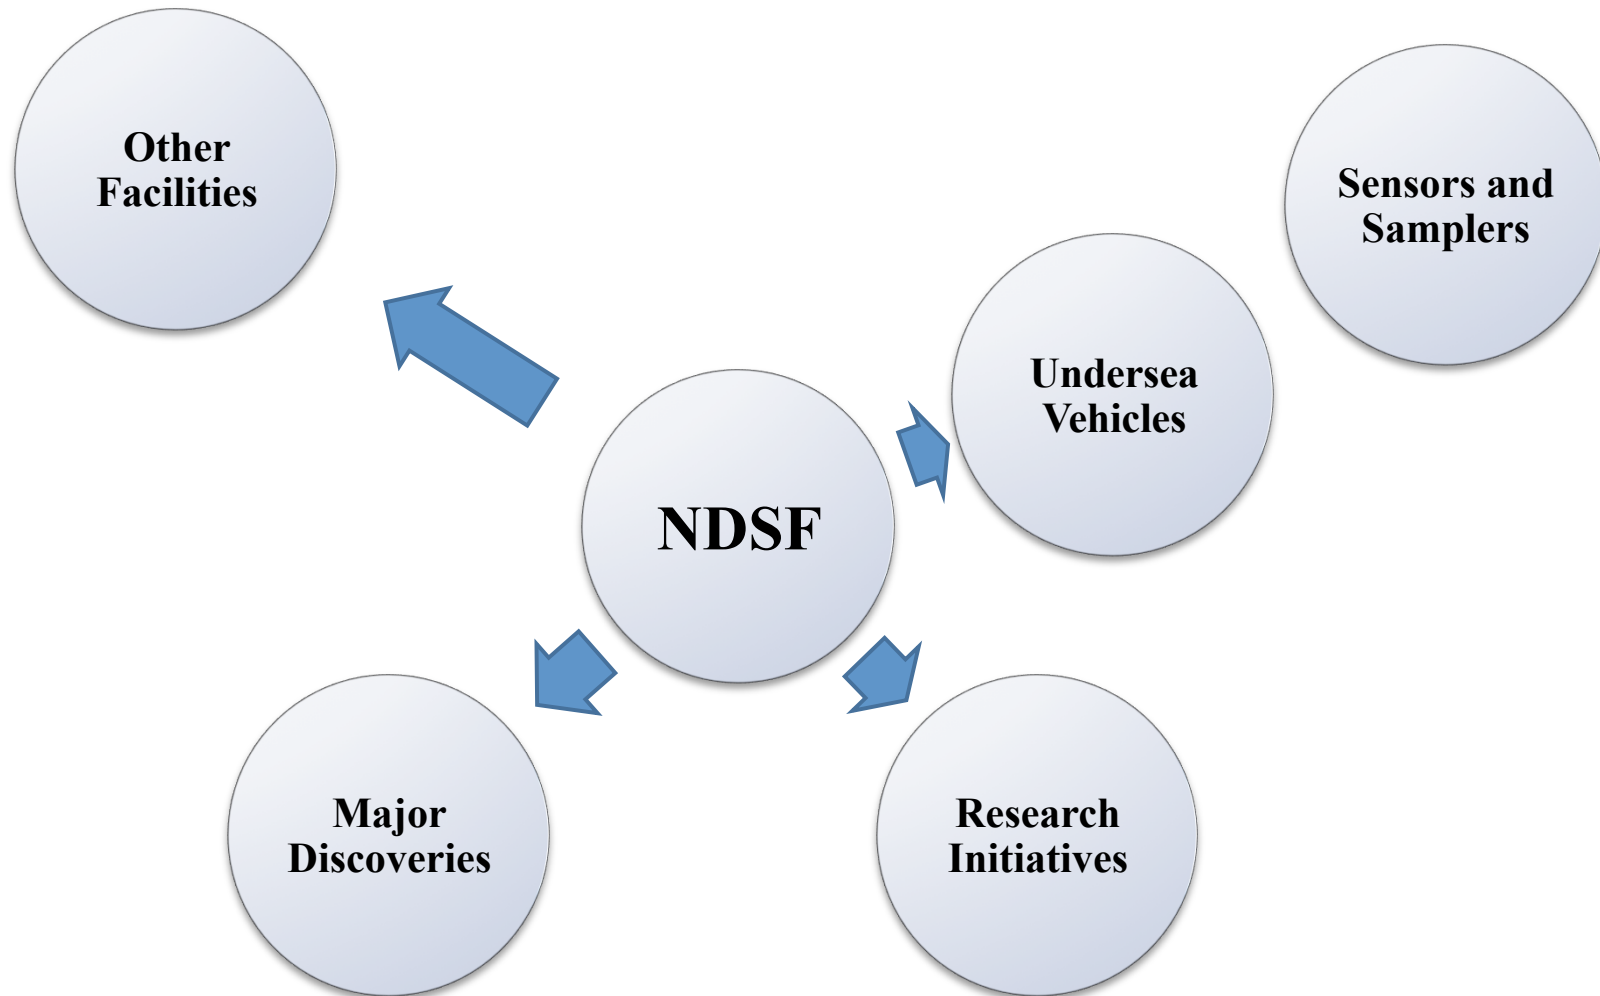 Other
Facilities
Sensors and
Samplers
Undersea
Vehicles
NDSF
Major
Discoveries
Research
Initiatives